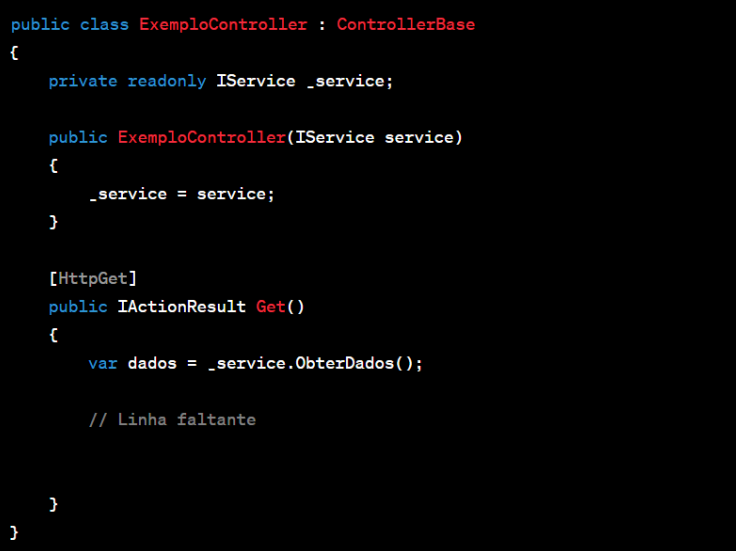 public class ExemploController : ControllerBase
{
    private readonly IService _service;
    public ExemploController(IService service)
    {
        _service = service;
    }
    [HttpGet]
    public IActionResult Get()
    {
        var dados = _service.ObterDados();
        // Linha faltante
    }
}